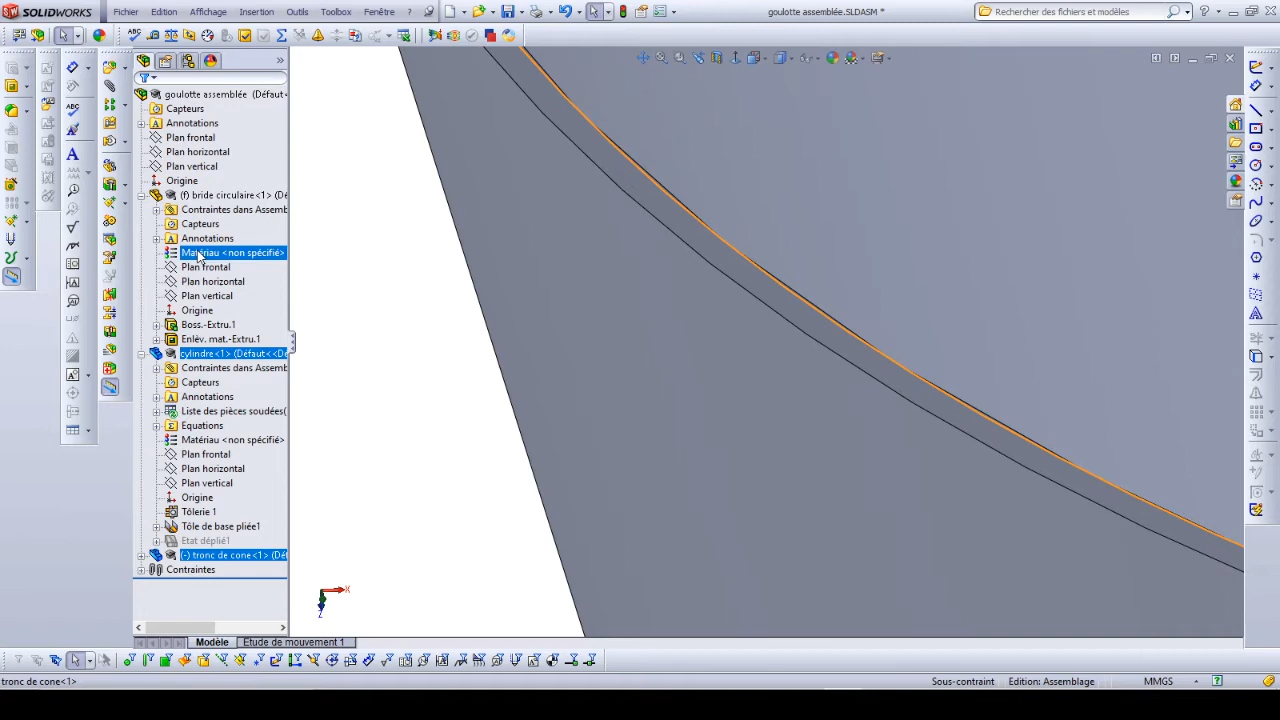 SOLIDWORKS
Fichier
Edition
Affichage
Insertion
Outils
Toolbox
Fenêtre
?
goulotte assemblée.SLDASM *
Rechercher des fichiers et modèles
goulotte assemblée (Défaut<
Capteurs
Annotations
Plan frontal
Plan horizontal
Plan vertical
Origine
(f) bride circulaire<1> (Dé
Contraintes dans Assemb
Capteurs
Annotations
Matériau <non spécifié>
Plan frontal
Plan horizontal
Plan vertical
Origine
Boss.-Extru.1
Enlèv. mat.-Extru.1
cylindre<1> (Défaut<<Dé
Contraintes dans Assemb
Capteurs
Annotations
Liste des pièces soudées(
Equations
Matériau <non spécifié>
Plan frontal
Plan horizontal
Plan vertical
Origine
Tôlerie 1
Tôle de base pliée1
Etat déplié1
(-) tronc de cone<1> (Déf
Contraintes
X
Z
Modèle
Etude de mouvement 1
tronc de cone<1>
Sous-contraint
Edition: Assemblage
MMGS
?